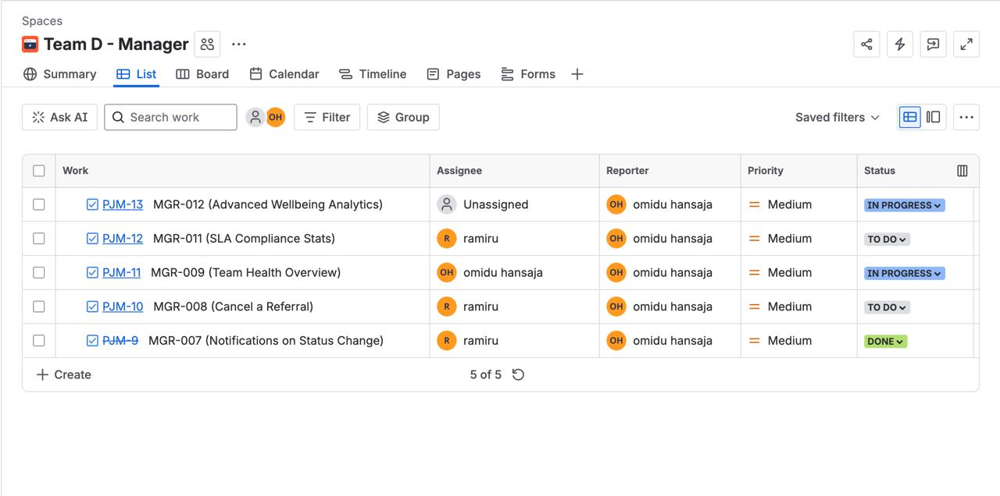 Spaces
Team D - Manager
Summary List Board Calendar Timeline Pages Forms
Ask AI Search work OH Filter Group Saved filters
Work Assignee Reporter Priority Status
PJM-13 MGR-012 (Advanced Wellbeing Analytics) Unassigned OH omidu hansaja Medium IN PROGRESS
PJM-12 MGR-011 (SLA Compliance Stats) R ramiru OH omidu hansaja Medium TO DO
PJM-11 MGR-009 (Team Health Overview) OH omidu hansaja OH omidu hansaja Medium IN PROGRESS
PJM-10 MGR-008 (Cancel a Referral) R ramiru OH omidu hansaja Medium TO DO
PJM-9 MGR-007 (Notifications on Status Change) R ramiru OH omidu hansaja Medium DONE
Create 5 of 5